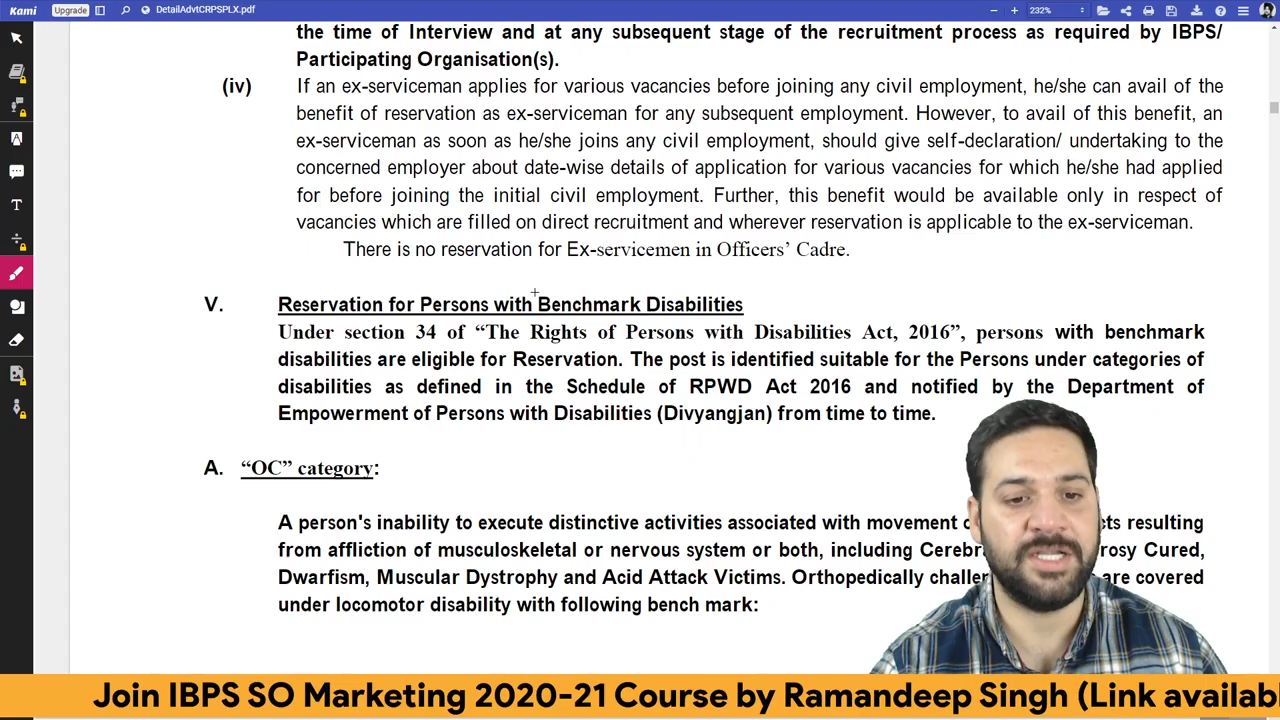 Kami
Upgrade
DetailAdvtCRPSPLX.pdf
232%
the time of Interview and at any subsequent stage of the recruitment process as required by IBPS/
Participating Organisation(s).
(iv) If an ex-serviceman applies for various vacancies before joining any civil employment, he/she can avail of the
benefit of reservation as ex-serviceman for any subsequent employment. However, to avail of this benefit, an
ex-serviceman as soon as he/she joins any civil employment, should give self-declaration/ undertaking to the
concerned employer about date-wise details of application for various vacancies for which he/she had applied
for before joining the initial civil employment. Further, this benefit would be available only in respect of
vacancies which are filled on direct recruitment and wherever reservation is applicable to the ex-serviceman.
There is no reservation for Ex-servicemen in Officers’ Cadre.
V. Reservation for Persons with Benchmark Disabilities
Under section 34 of “The Rights of Persons with Disabilities Act, 2016”, persons with benchmark
disabilities are eligible for Reservation. The post is identified suitable for the Persons under categories of
disabilities as defined in the Schedule of RPWD Act 2016 and notified by the Department of
Empowerment of Persons with Disabilities (Divyangjan) from time to time.
A. “OC” category:
A person's inability to execute distinctive activities associated with movement resulting
from affliction of musculoskeletal or nervous system or both, including Cured,
Dwarfism, Muscular Dystrophy and Acid Attack Victims. Orthopedically are covered
under locomotor disability with following bench mark:
Join IBPS SO Marketing 2020-21 Course by Ramandeep Singh (Link